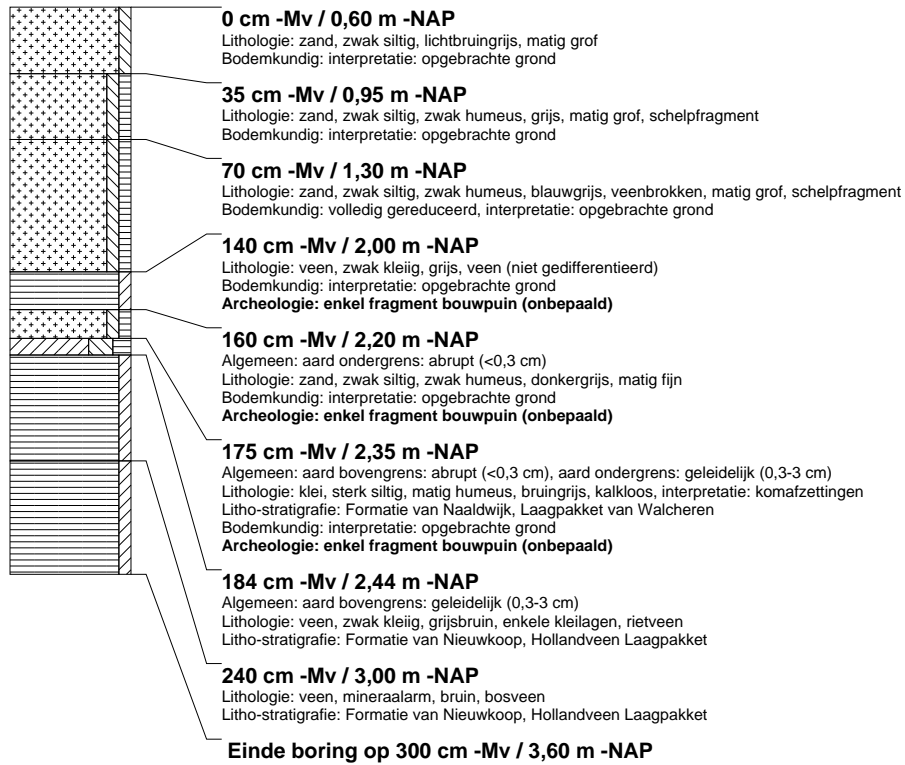 0 cm -Mv / 0,60 m -NAP
Lithologie: zand, zwak siltig, lichtbruingrijs, matig grof
Bodemkundig: interpretatie: opgebrachte grond
35 cm -Mv / 0,95 m -NAP
Lithologie: zand, zwak siltig, zwak humeus, grijs, matig grof, schelpfragment
Bodemkundig: interpretatie: opgebrachte grond
70 cm -Mv / 1,30 m -NAP
Lithologie: zand, zwak siltig, zwak humeus, blauwgrijs, veenbrokken, matig grof, schelpfragment
Bodemkundig: volledig gereduceerd, interpretatie: opgebrachte grond
140 cm -Mv / 2,00 m -NAP
Lithologie: veen, zwak kleiig, grijs, veen (niet gedifferentieerd)
Bodemkundig: interpretatie: opgebrachte grond
Archeologie: enkel fragment bouwpuin (onbepaald)
160 cm -Mv / 2,20 m -NAP
Algemeen: aard ondergrens: abrupt (<0,3 cm)
Lithologie: zand, zwak siltig, zwak humeus, donkergrijs, matig fijn
Bodemkundig: interpretatie: opgebrachte grond
Archeologie: enkel fragment bouwpuin (onbepaald)
175 cm -Mv / 2,35 m -NAP
Algemeen: aard bovengrens: abrupt (<0,3 cm), aard ondergrens: geleidelijk (0,3-3 cm)
Lithologie: klei, sterk siltig, matig humeus, bruingrijs, kalkloos, interpretatie: komafzettingen
Litho-stratigrafie: Formatie van Naaldwijk, Laagpakket van Walcheren
Bodemkundig: interpretatie: opgebrachte grond
Archeologie: enkel fragment bouwpuin (onbepaald)
184 cm -Mv / 2,44 m -NAP
Algemeen: aard bovengrens: geleidelijk (0,3-3 cm)
Lithologie: veen, zwak kleiig, grijsbruin, enkele kleilagen, rietveen
Litho-stratigrafie: Formatie van Nieuwkoop, Hollandveen Laagpakket
240 cm -Mv / 3,00 m -NAP
Lithologie: veen, mineraalarm, bruin, bosveen
Litho-stratigrafie: Formatie van Nieuwkoop, Hollandveen Laagpakket
Einde boring op 300 cm -Mv / 3,60 m -NAP